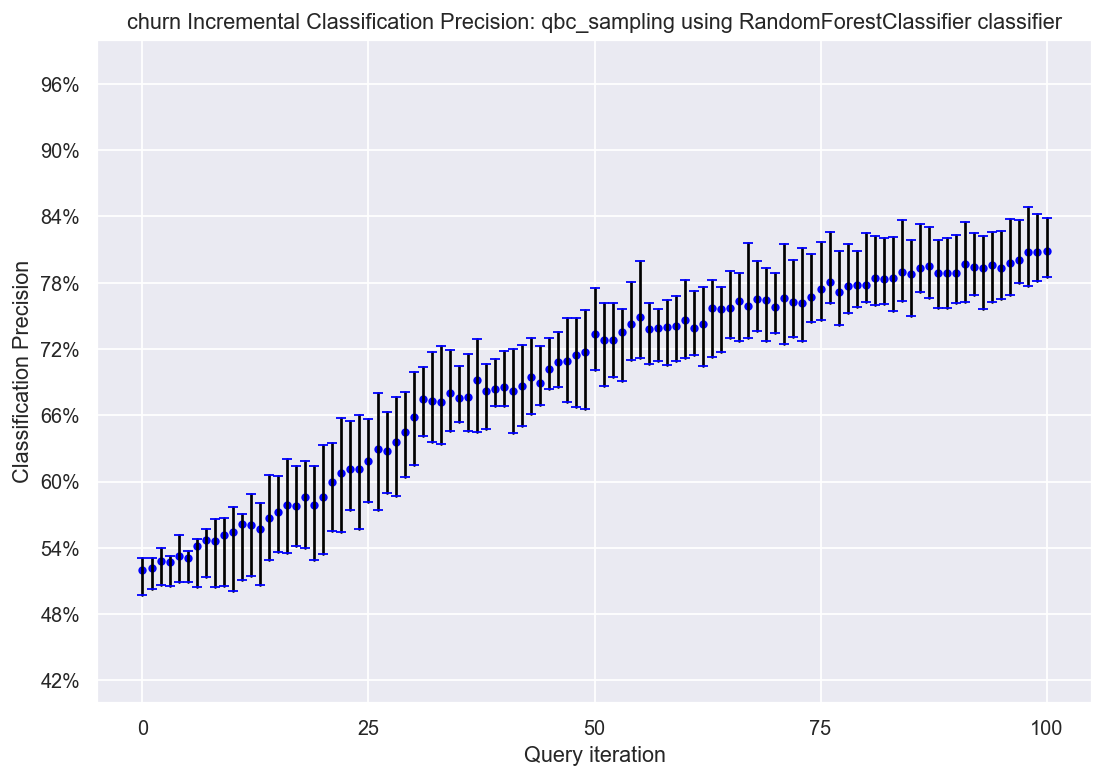 churn Incremental Classification Precision: qbc_sampling using RandomForestClassifier classifier
96%
90%
84%
78%
72%
66%
60%
54%
48%
42%
Classification Precision
0 25 50 75 100
Query iteration